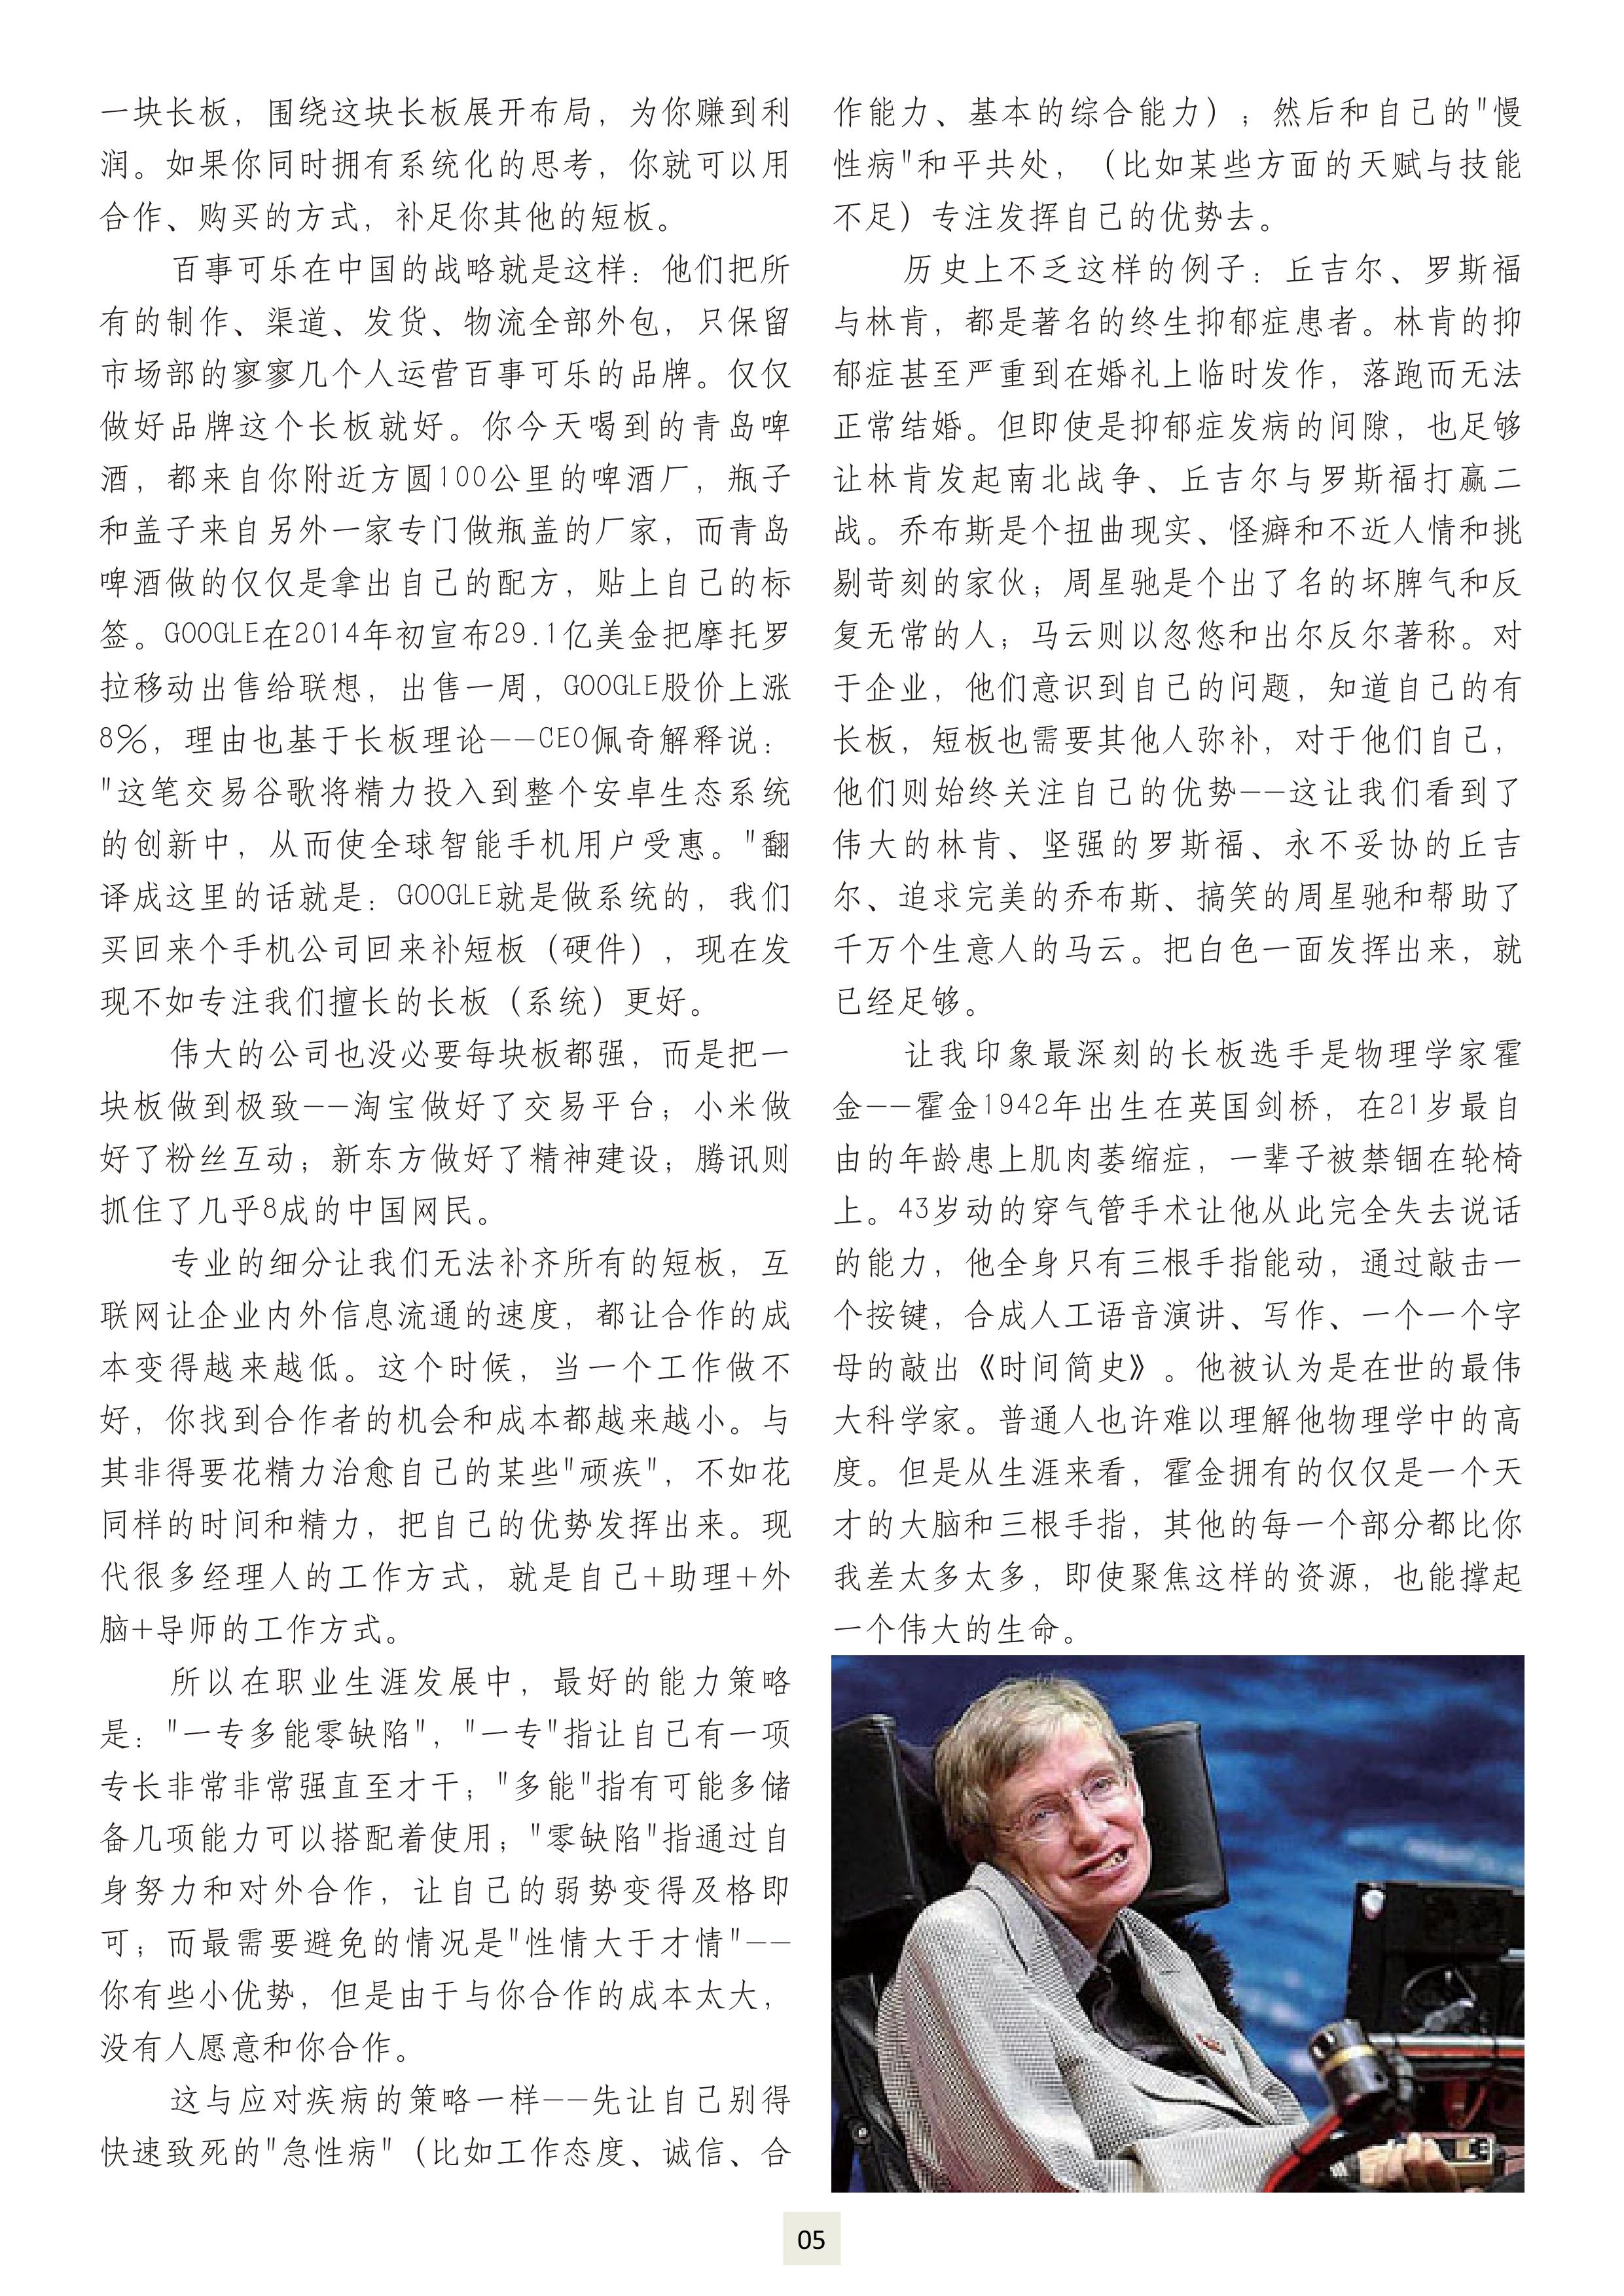 一块长板，围绕这块长板展开布局，为你赚到利
润。如果你同时拥有系统化的思考，你就可以用
合作、购买的方式，补足你其他的短板。
百事可乐在中国的战略就是这样：他们把所
有的制作、渠道、发货、物流全部外包，只保留
市场部的寥寥几个人运营百事可乐的品牌。仅仅
做好品牌这个长板就好。你今天喝到的青岛啤
酒，都来自你附近方圆100公里的啤酒厂，瓶子
和盖子来自另外一家专门做瓶盖的厂家，而青岛
啤酒做的仅仅是拿出自己的配方，贴上自己的标
签。GOOGLE在2014年初宣布29.1亿美金把摩托罗
拉移动出售给联想，出售一周，GOOGLE股价上涨
8%，理由也基于长板理论--CEO佩奇解释说：
"这笔交易谷歌将精力投入到整个安卓生态系统
的创新中，从而使全球智能手机用户受惠。"翻
译成这里的话就是：GOOGLE就是做系统的，我们
买回来个手机公司回来补短板（硬件），现在发
现不如专注我们擅长的长板（系统）更好。
伟大的公司也没必要每块板都强，而是把一
块板做到极致--淘宝做好了交易平台；小米做
好了粉丝互动；新东方做好了精神建设；腾讯则
抓住了几乎8成的中国网民。
专业的细分让我们无法补齐所有的短板，互
联网让企业内外信息流通的速度，都让合作的成
本变得越来越低。这个时候，当一个工作做不
好，你找到合作者的机会和成本都越来越小。与
其非得要花精力治愈自己的某些"顽疾"，不如花
同样的时间和精力，把自己的优势发挥出来。现
代很多经理人的工作方式，就是自己+助理+外
脑+导师的工作方式。
所以在职业生涯发展中，最好的能力策略
是："一专多能零缺陷"，"一专"指让自己有一项
专长非常非常强直至才干；"多能"指有可能多储
备几项能力可以搭配着使用；"零缺陷"指通过自
身努力和对外合作，让自己的弱势变得及格即
可；而最需要避免的情况是"性情大于才情"--
你有些小优势，但是由于与你合作的成本太大，
没有人愿意和你合作。
这与应对疾病的策略一样--先让自己别得
快速致死的"急性病"（比如工作态度、诚信、合
作能力、基本的综合能力）；然后和自己的"慢
性病"和平共处，（比如某些方面的天赋与技能
不足）专注发挥自己的优势去。
历史上不乏这样的例子：丘吉尔、罗斯福
与林肯，都是著名的终生抑郁症患者。林肯的抑
郁症甚至严重到在婚礼上临时发作，落跑而无法
正常结婚。但即使是抑郁症发病的间隙，也足够
让林肯发起南北战争、丘吉尔与罗斯福打赢二
战。乔布斯是个扭曲现实、怪癖和不近人情和挑
剔苛刻的家伙；周星驰是个出了名的坏脾气和反
复无常的人；马云则以忽悠和出尔反尔著称。对
于企业，他们意识到自己的问题，知道自己的有
长板，短板也需要其他人弥补，对于他们自己，
他们则始终关注自己的优势--这让我们看到了
伟大的林肯、坚强的罗斯福、永不妥协的丘吉
尔、追求完美的乔布斯、搞笑的周星驰和帮助了
千万个生意人的马云。把白色一面发挥出来，就
已经足够。
让我印象最深刻的长板选手是物理学家霍
金--霍金1942年出生在英国剑桥，在21岁最自
由的年龄患上肌肉萎缩症，一辈子被禁锢在轮椅
上。43岁动的穿气管手术让他从此完全失去说话
的能力，他全身只有三根手指能动，通过敲击一
个按键，合成人工语音演讲、写作、一个一个字
母的敲出《时间简史》。他被认为是在世的最伟
大科学家。普通人也许难以理解他物理学中的高
度。但是从生涯来看，霍金拥有的仅仅是一个天
才的大脑和三根手指，其他的每一个部分都比你
我差太多太多，即使聚焦这样的资源，也能撑起
一个伟大的生命。
05